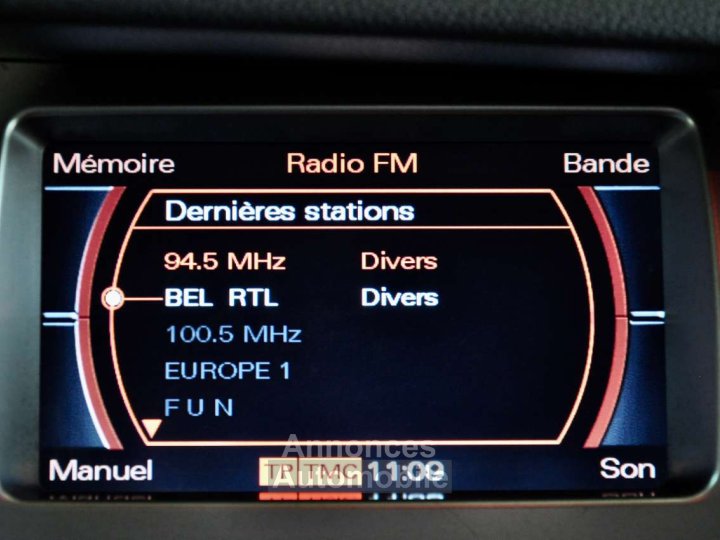 Mémoire Radio FM Bande
Dernières stations
94.5 MHz Divers
BEL RTL Divers
100.5 MHz
EUROPE 1
F U N
Manuel TP TMC 11:09 Son
Annonces
Automobile